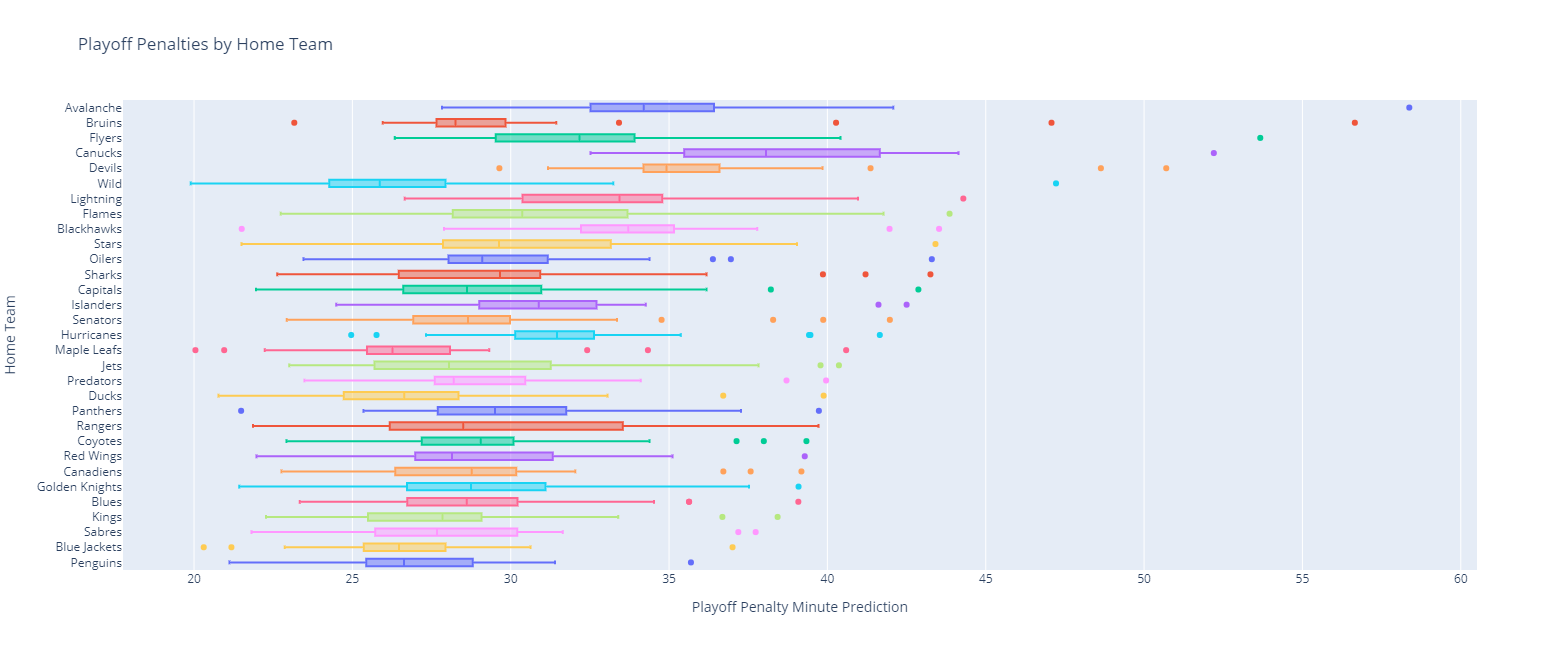 Playoff Penalties by Home Team
Avalanche
Bruins
Flyers
Canucks
Devils
Wild
Lightning
Flames
Blackhawks
Stars
Oilers
Sharks
Capitals
Islanders
Senators
Hurricanes
Maple Leafs
Jets
Predators
Ducks
Panthers
Rangers
Coyotes
Red Wings
Canadiens
Golden Knights
Blues
Kings
Sabres
Blue Jackets
Penguins
Home Team
20 25 30 35 40 45 50 55 60
Playoff Penalty Minute Prediction